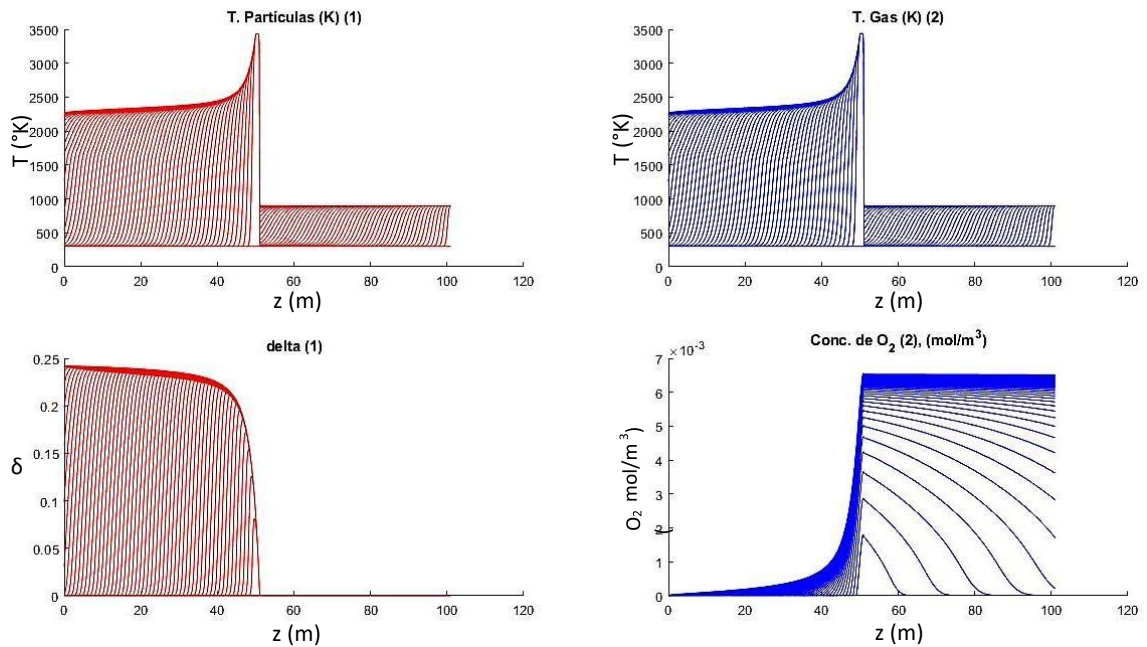 T. Partículas (K) (1)
3500
3000
2500
2000
1500
1000
500
0
T (°K)
0 20 40 60 80 100 120
z (m)
T. Gas (K) (2)
3500
3000
2500
2000
1500
1000
500
0
T (°K)
0 20 40 60 80 100 120
z (m)
delta (1)
0.25
0.2
0.15
0.1
0.05
0
δ
0 20 40 60 80 100 120
z (m)
Conc. de O₂ (2), (mol/m³)
×10⁻³
7
6
5
4
3
2
1
0
O₂ mol/m³)
0 20 40 60 80 100 120
z (m)